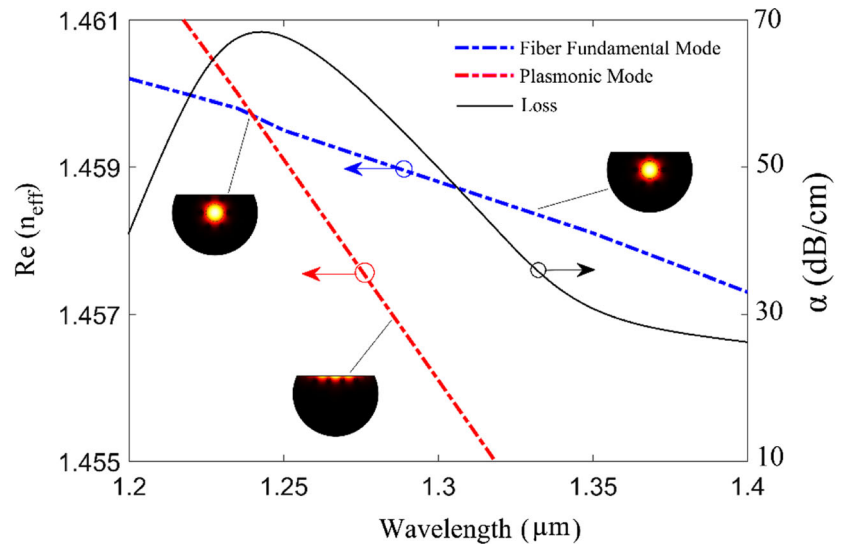 1.461
1.459
1.457
1.455
Re (n_eff)
70
50
30
10
α (dB/cm)
Fiber Fundamental Mode
Plasmonic Mode
Loss
1.2
1.25
1.3
1.35
1.4
Wavelength (μm)